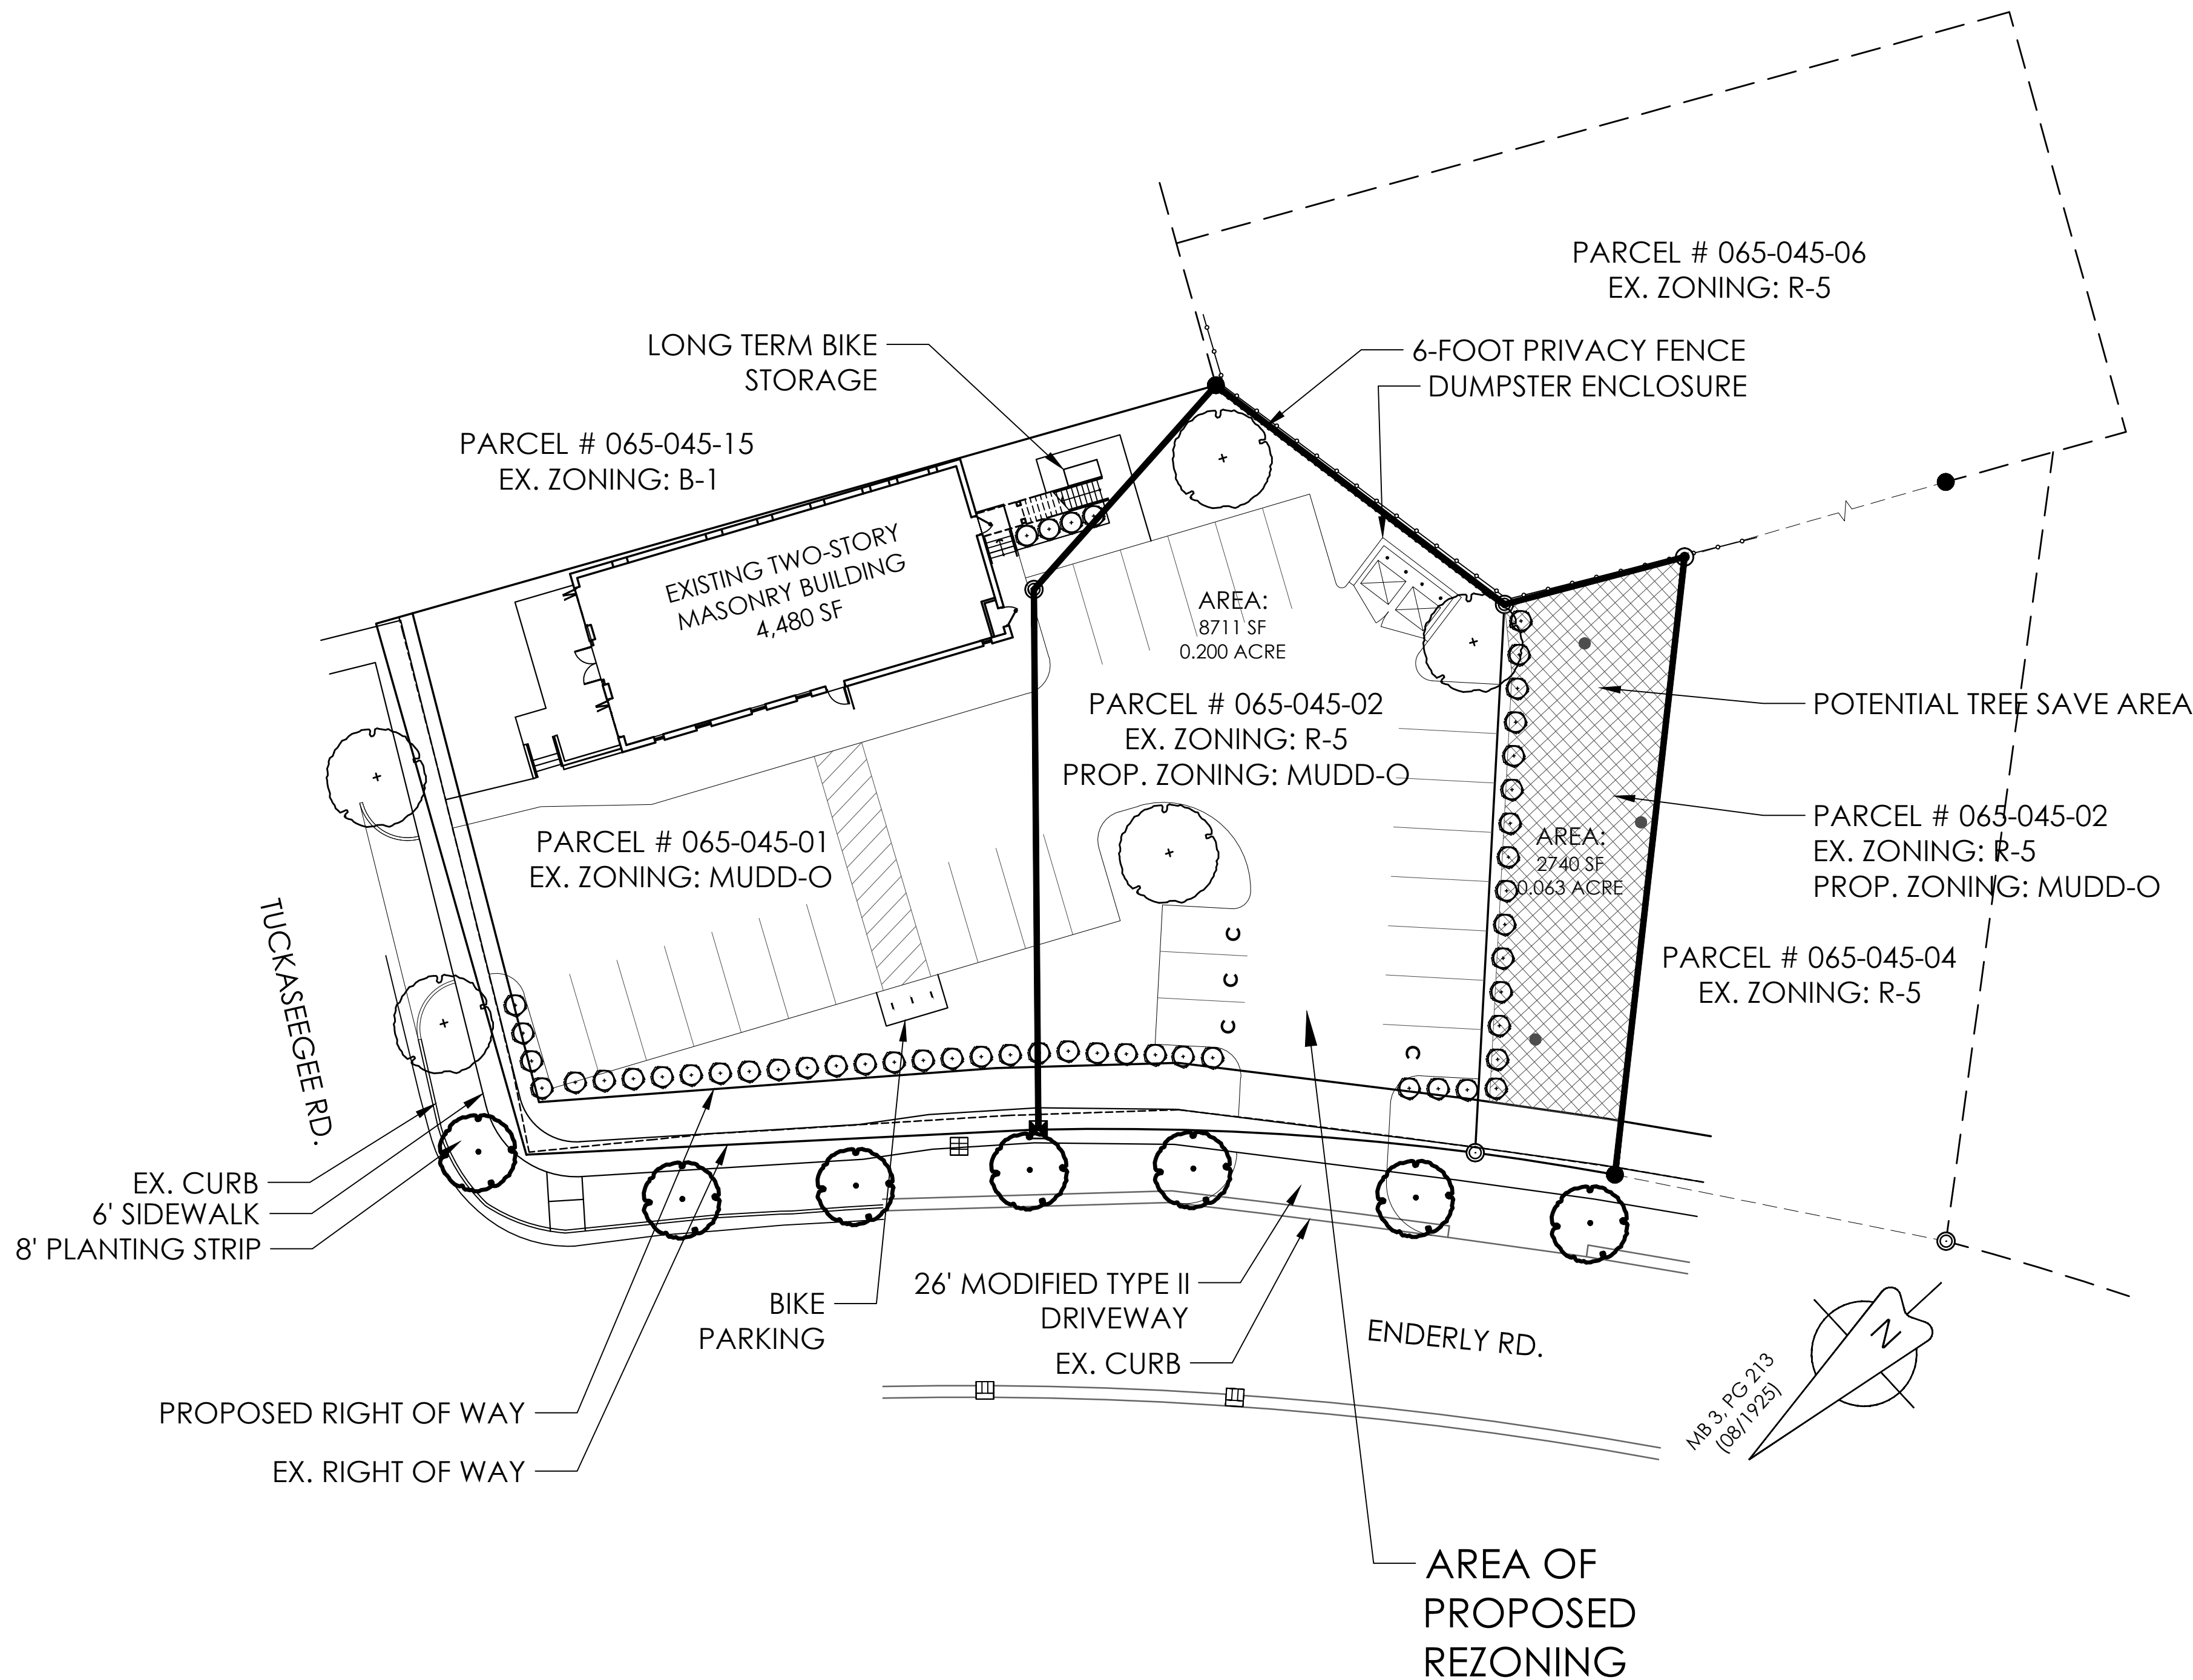 PARCEL # 065-045-06
EX. ZONING: R-5
LONG TERM BIKE
STORAGE
6-FOOT PRIVACY FENCE
DUMPSTER ENCLOSURE
PARCEL # 065-045-15
EX. ZONING: B-1
EXISTING TWO-STORY
MASONRY BUILDING
4,480 SF
AREA:
8711 SF
0.200 ACRE
PARCEL # 065-045-02
EX. ZONING: R-5
PROP. ZONING: MUDD-O
POTENTIAL TREE SAVE AREA
PARCEL # 065-045-02
EX. ZONING: R-5
PROP. ZONING: MUDD-O
AREA:
2740 SF
0.063 ACRE
PARCEL # 065-045-01
EX. ZONING: MUDD-O
PARCEL # 065-045-04
EX. ZONING: R-5
C
C
C
C
TUCKASEEGEE RD.
EX. CURB
6' SIDEWALK
8' PLANTING STRIP
BIKE
PARKING
26' MODIFIED TYPE II
DRIVEWAY
EX. CURB
ENDERLY RD.
N
MB 3, PG 213
(08/1925)
PROPOSED RIGHT OF WAY
EX. RIGHT OF WAY
AREA OF
PROPOSED
REZONING